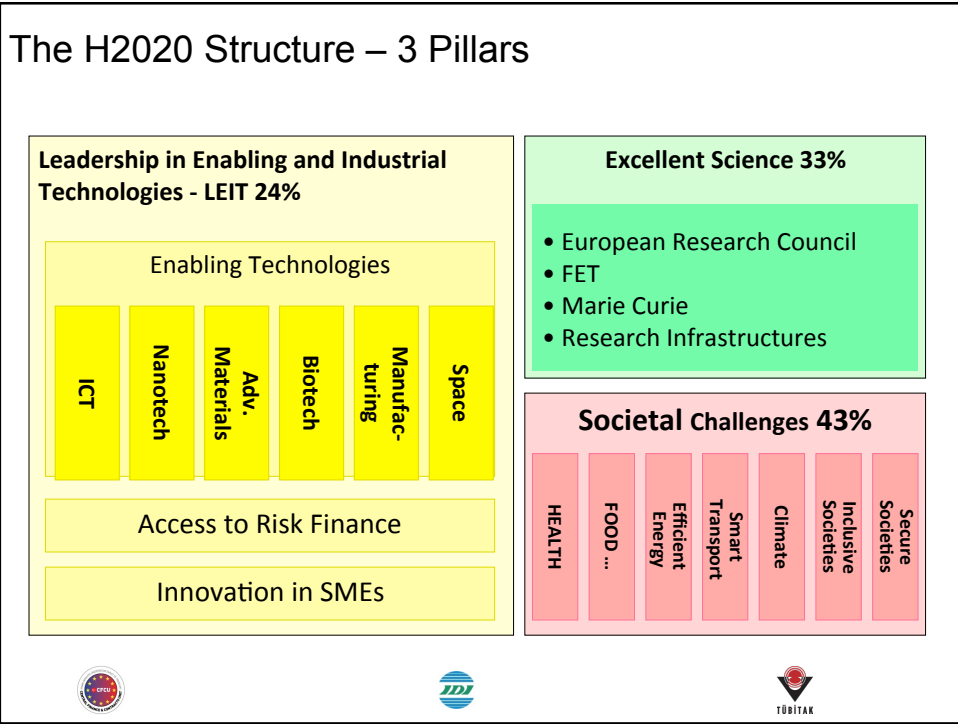 The H2020 Structure – 3 Pillars
Leadership in Enabling and Industrial
Technologies - LEIT 24%
Enabling Technologies
ICT
Nanotech
Adv.
Materials
Biotech
Manufac-
turing
Space
Access to Risk Finance
Innovation in SMEs
Excellent Science 33%
• European Research Council
• FET
• Marie Curie
• Research Infrastructures
Societal Challenges 43%
HEALTH
FOOD ...
Efficient
Energy
Smart
Transport
Climate
Inclusive
Societies
Secure
Societies
CFCU
TÜBİTAK